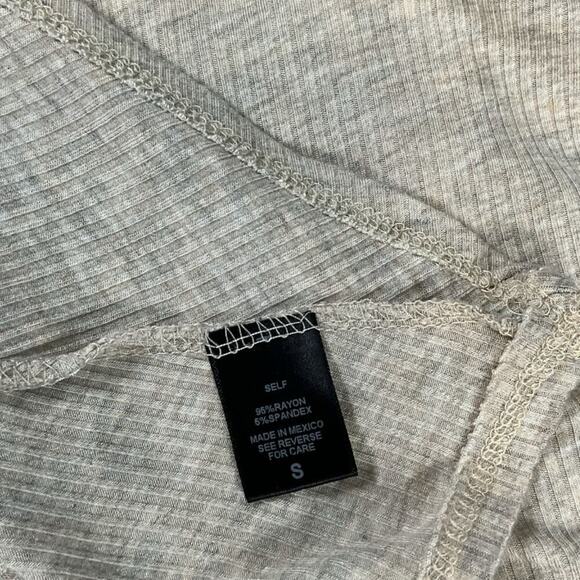 SELF
95%RAYON
5%SPANDEX
MADE IN MEXICO
SEE REVERSE
FOR CARE
S